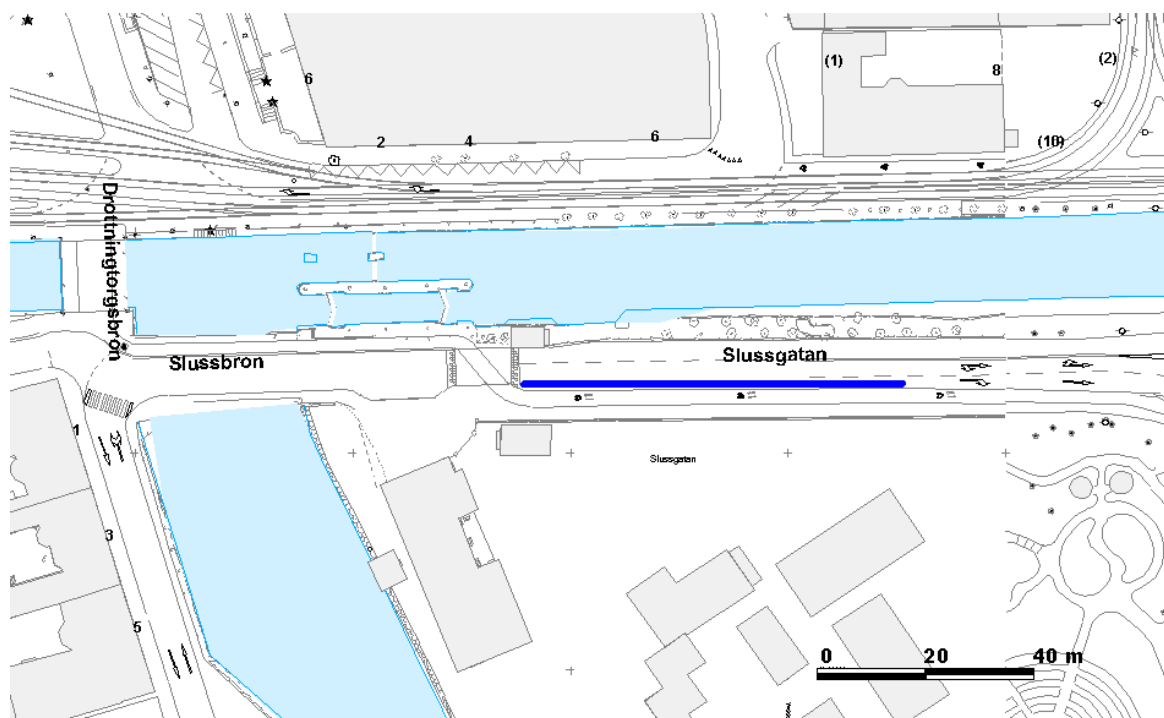 6
(1)
8
(2)
2
4
6
(10)
Drottningtorgsbron
Slussbron
Slussgatan
1
Slussgatan
3
5
0
20
40 m